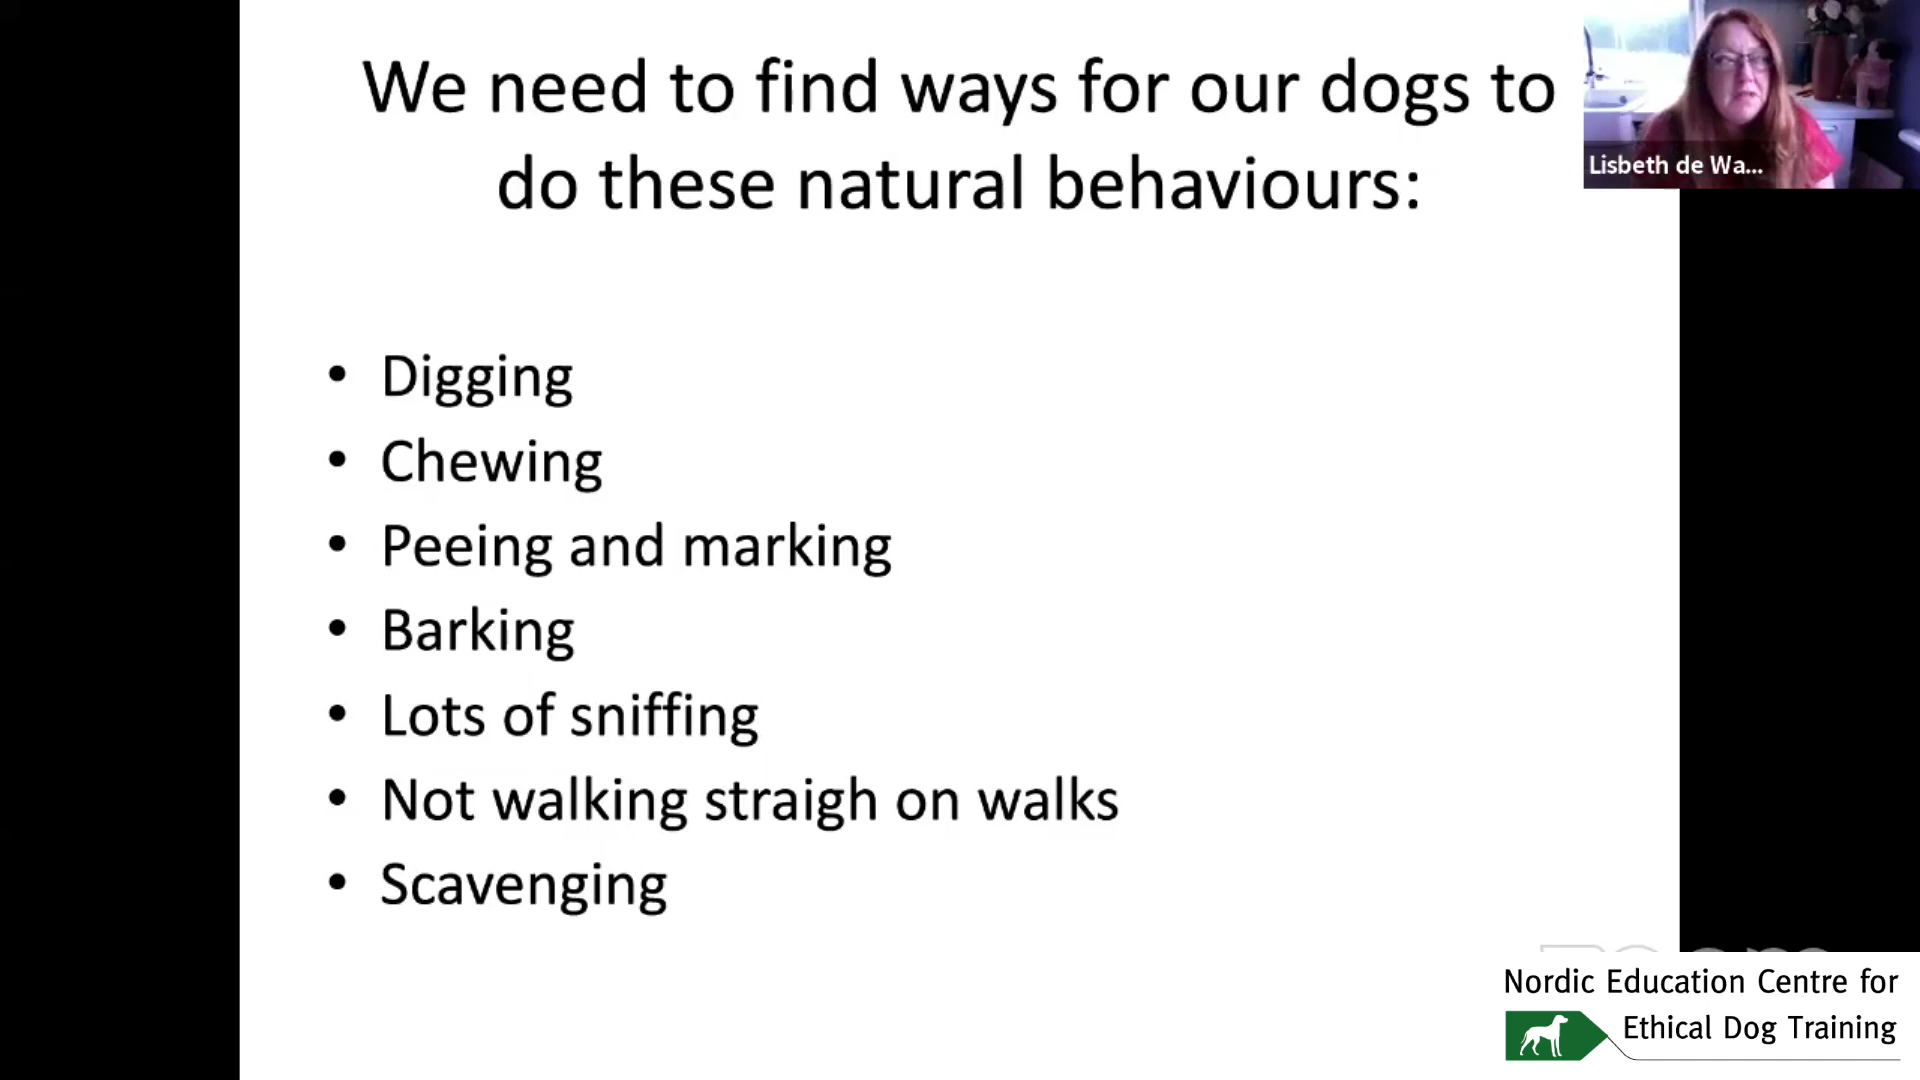 We need to find ways for our dogs to
do these natural behaviours:
Lisbeth de Wa...
• Digging
• Chewing
• Peeing and marking
• Barking
• Lots of sniffing
• Not walking straigh on walks
• Scavenging
Nordic Education Centre for
Ethical Dog Training